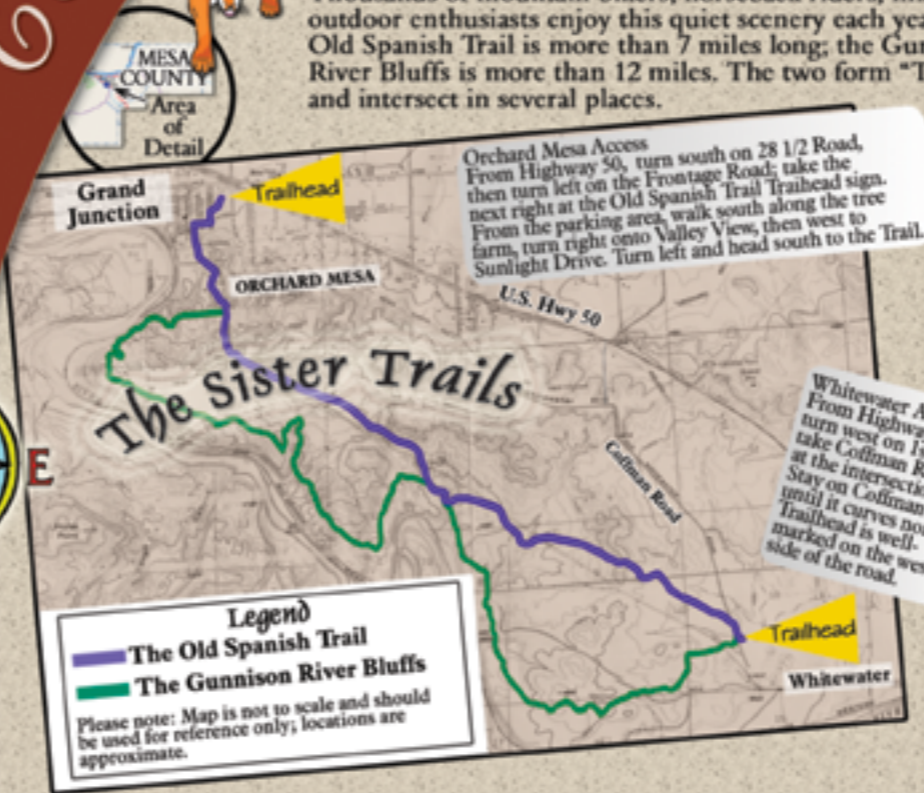 outdoor enthusiasts enjoy this quiet scenery each
Old Spanish Trail is more than 7 miles long; the
River Bluffs is more than 12 miles. The two form
and intersect in several places.
MESA
COUNTY
Area
of
Detail
Grand
Junction
Trailhead
Orchard Mesa Access
From Highway 50, turn south on 28 1/2 Road,
then turn left on the Frontage Road; take the
next right at the Old Spanish Trail Traihead sign.
From the parking area, walk south along the tree
farm, turn right onto Valley View, then west to
Sunlight Drive. Turn left and head south to the Trail.
ORCHARD MESA
U.S. Hwy 50
The Sister Trails
E
Coffman Road
Whitewater
From
turn west on
take Coffman
at the
Stay on Coffman
until it curves
Trailhead is well-
marked on the
side of the road.
Trailhead
Whitewater
Legend
The Old Spanish Trail
The Gunnison River Bluffs
Please note: Map is not to scale and should
be used for reference only; locations are
approximate.